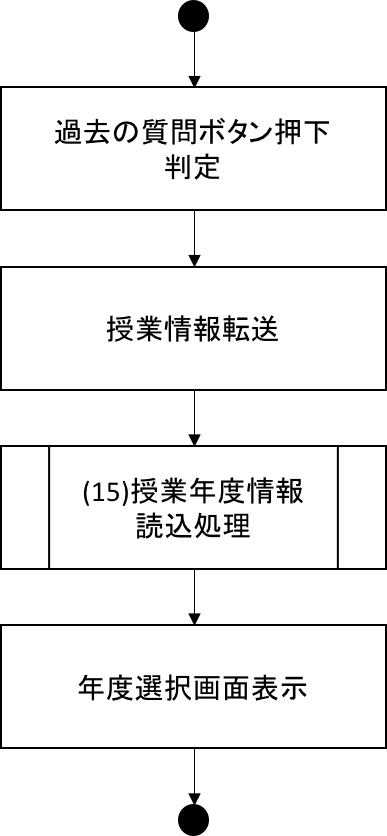 過去の質問ボタン押下
判定
授業情報転送
(15)授業年度情報
読込処理
年度選択画面表示